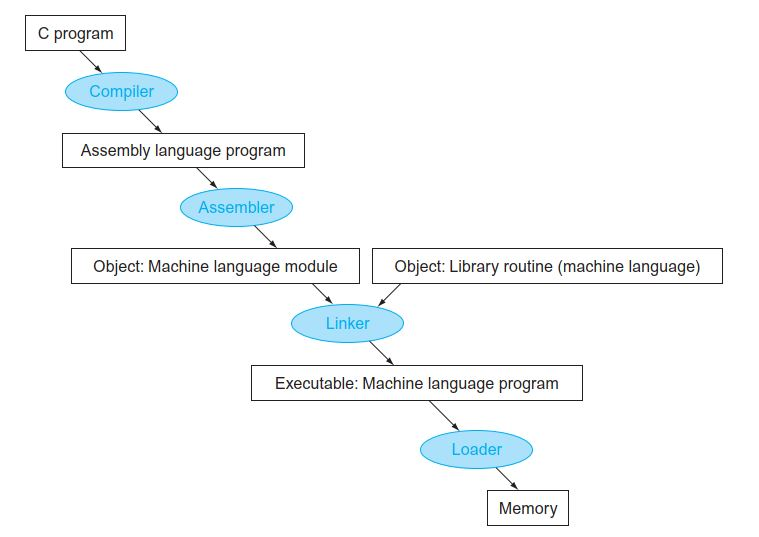 C program
Compiler
Assembly language program
Assembler
Object: Machine language module
Object: Library routine (machine language)
Linker
Executable: Machine language program
Loader
Memory